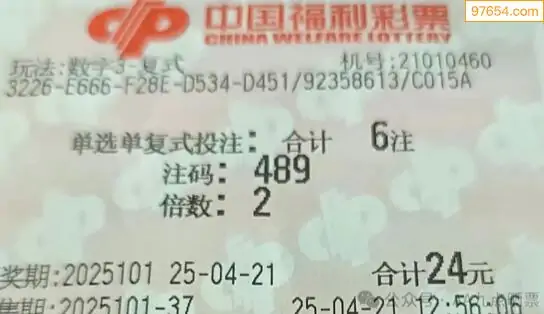 97654.com
中国福利彩票
CHINA WELFARE LOTTERY
玩法:数字3-复式 机号:21010460
3226-E666-F28E-D534-D451/92358613/C015A
单选单复式投注: 合计 6注
注码: 489
倍数: 2
奖期:2025101 25-04-21 合计24元
售期:2025101-37 25-04-21 12:56:06
公众号